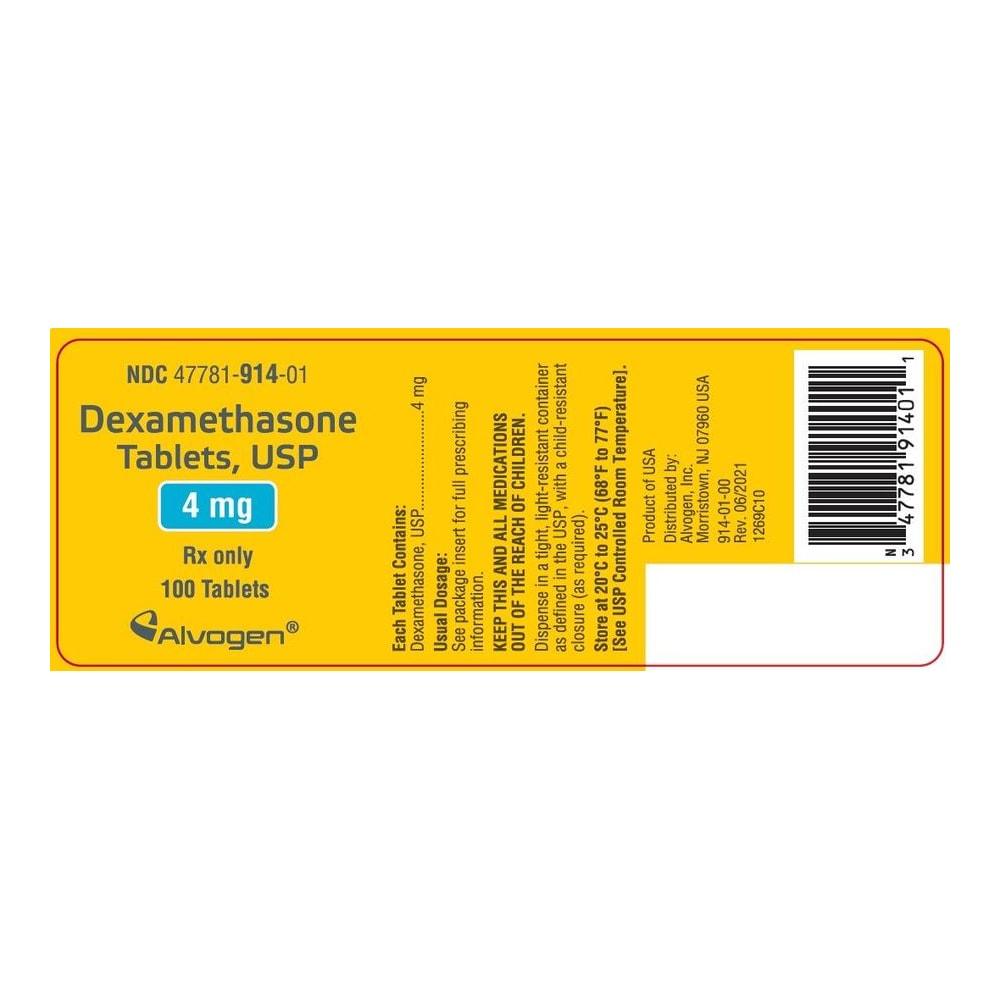 NDC 47781-914-01
Dexamethasone
Tablets, USP
4 mg
Rx only
100 Tablets
Alvogen®
Each Tablet Contains:
Dexamethasone, USP..............................4 mg
Usual Dosage:
See package insert for full prescribing
information.
KEEP THIS AND ALL MEDICATIONS
OUT OF THE REACH OF CHILDREN.
Dispense in a tight, light-resistant container
as defined in the USP, with a child-resistant
closure (as required).
Store at 20°C to 25°C (68°F to 77°F)
[See USP Controlled Room Temperature].
Product of USA
Distributed by:
Alvogen, Inc.
Morristown, NJ 07960 USA
914-01-00
Rev. 06/2021
1269C10
N
3 47781 91401 1